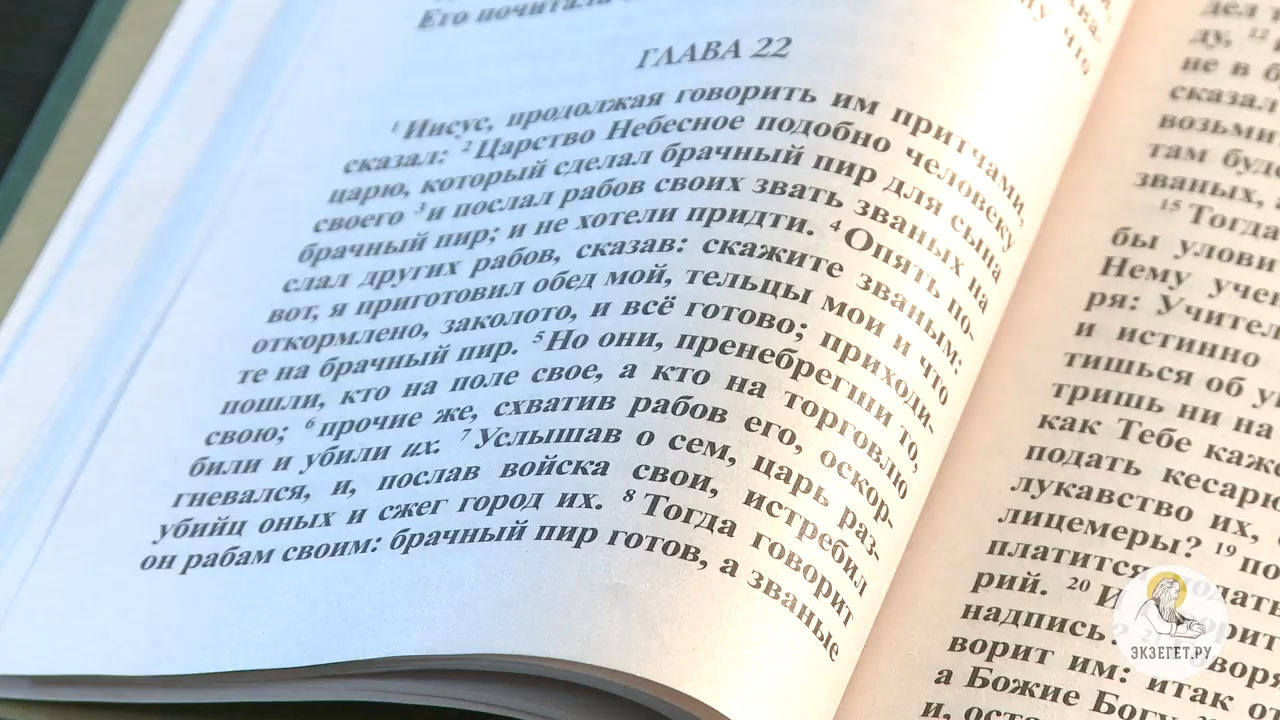 Его почитали
ГЛАВА 22
1 Иисус, продолжая говорить им притчами,
сказал: 2 Царство Небесное подобно человеку
царю, который сделал брачный пир для сына
своего 3 и послал рабов своих звать званых на
брачный пир; и не хотели придти. 4 Опять по-
слал других рабов, сказав: скажите званым:
вот, я приготовил обед мой, тельцы мои и что
откормлено, заколото, и всё готово; приходи-
те на брачный пир. 5 Но они, пренебрегши то,
пошли, кто на поле свое, а кто на торговлю
свою; 6 прочие же, схватив рабов его, оскор-
били и убили их. 7 Услышав о сем, царь раз-
гневался, и, послав войска свои, истребил
убийц оных и сжег город их. 8 Тогда говорит
он рабам своим: брачный пир готов, а званые
что
ду, 12
не в
сказал
возьми
там
званых,
15 Тогда
бы улови
Нему
ря: Учител
и истинно
тишься об
тришь ни на
как Тебе
подать кесарю
лукавство их,
лицемеры? 19
платится
рий. 20
надпись?
ворит им: итак
а Божие Богу
и,
ЭКЗЕГЕТ.РУ